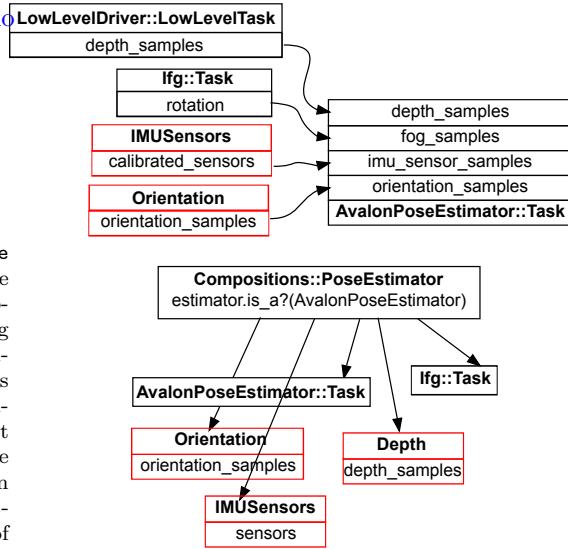 LowLevelDriver::LowLevelTask
depth_samples
Ifg::Task
rotation
IMUSensors
calibrated_sensors
Orientation
orientation_samples
depth_samples
fog_samples
imu_sensor_samples
orientation_samples
AvalonPoseEstimator::Task
Compositions::PoseEstimator
estimator.is_a?(AvalonPoseEstimator)
AvalonPoseEstimator::Task
Ifg::Task
Orientation
orientation_samples
Depth
depth_samples
IMUSensors
sensors
of